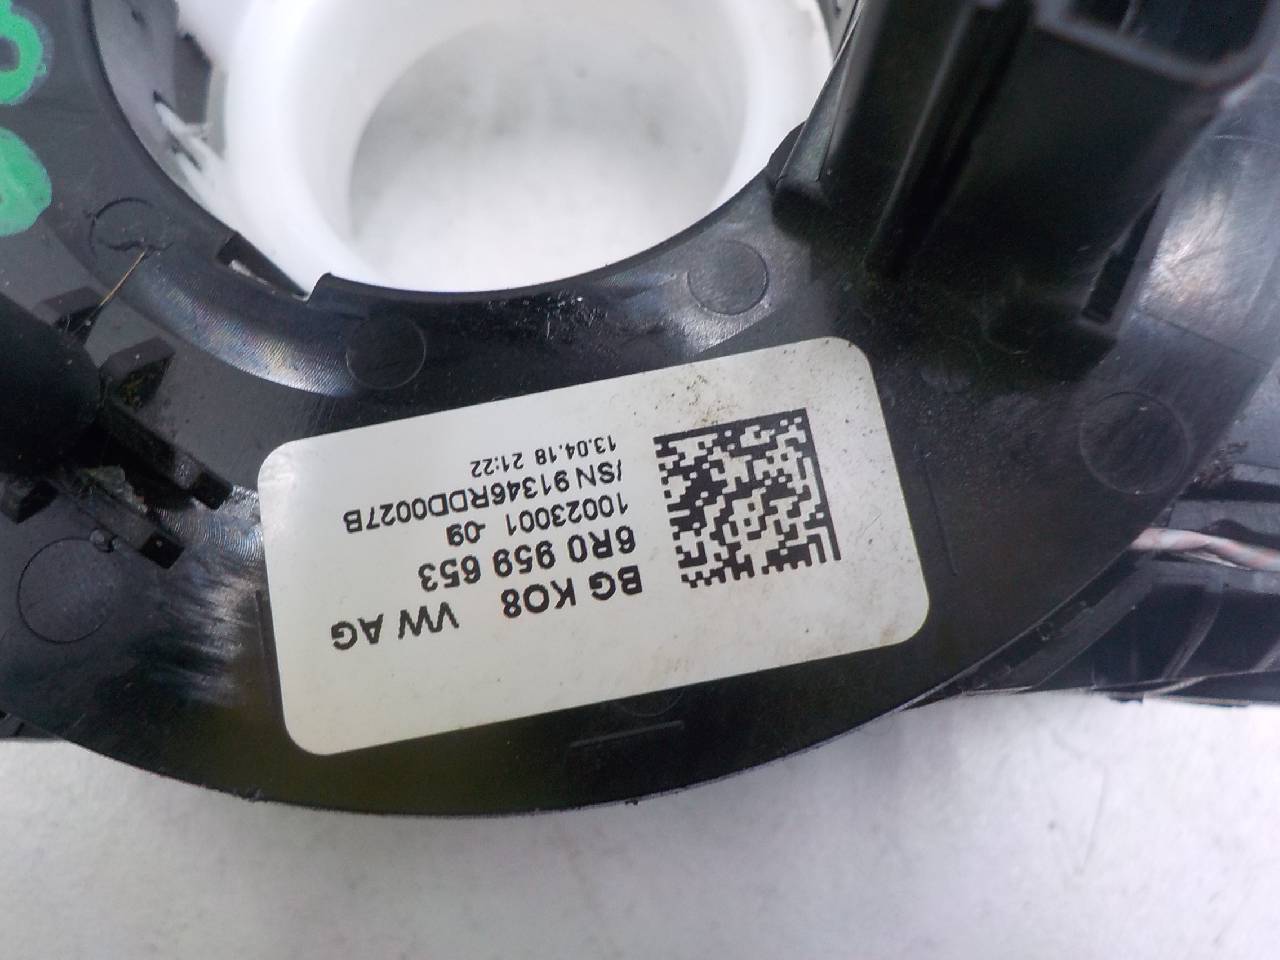 BG KO8 VW AG
6R0 959 653
10023001 -09
/SN 91346RDD0027B
13.04.18 21:22